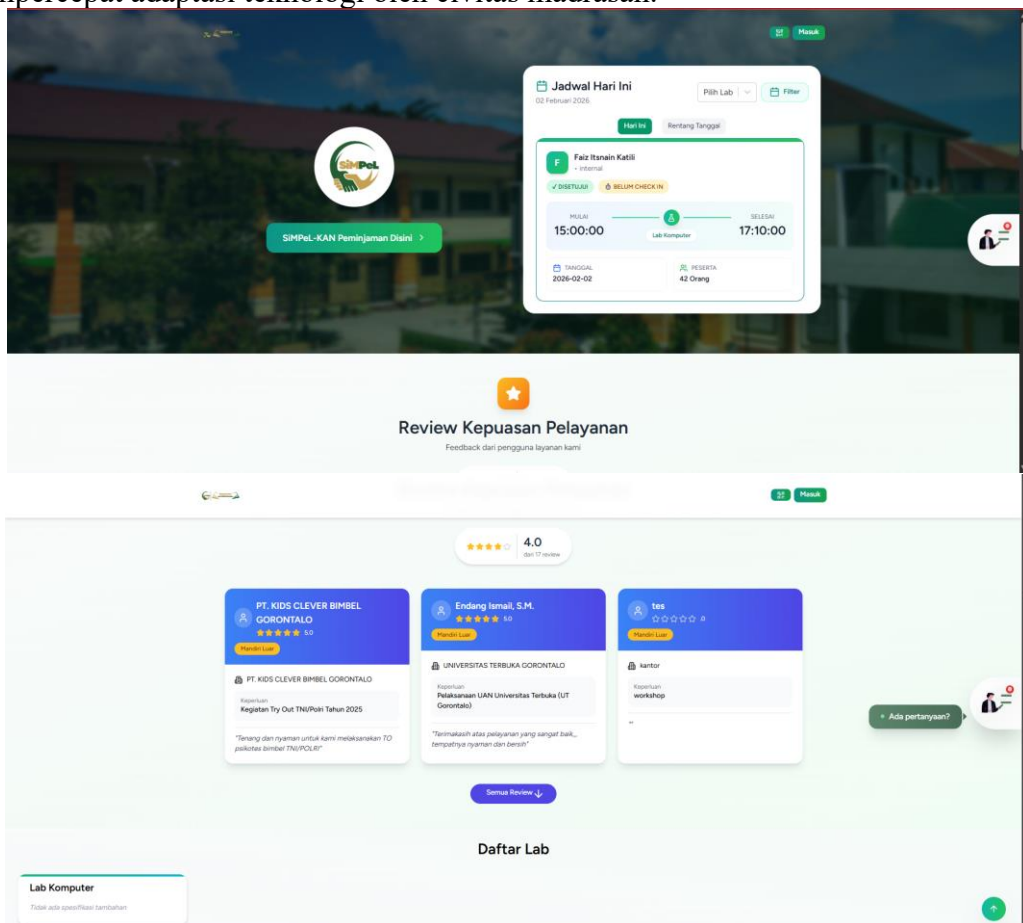 mpercepat adaptasi teknologi oleh civitas madrasah.
Masuk
Jadwal Hari Ini
02 Februari 2026
Pilih Lab
Filter
Hari Ini
Rentang Tanggal
F
Faiz Itsnain Katili
• Internal
✓ DISETUJUI
BELUM CHECK IN
MULAI
SELESAI
15:00:00
17:10:00
Lab Komputer
TANGGAL
2026-02-02
PESERTA
42 Orang
SiMPeL
SiMPeL-KAN Peminjaman Disini >
Review Kepuasan Pelayanan
Feedback dari pengguna layanan kami
Masuk
4.0
dari 17 review
PT. KIDS CLEVER BIMBEL
GORONTALO
5.0
Mandiri Luar
PT. KIDS CLEVER BIMBEL GORONTALO
Keperluan
Kegiatan Try Out TNI/Polri Tahun 2025
"Tenang dan nyaman untuk kami melaksanakan TO
psikotes bimbel TNI/POLRI"
Endang Ismail, S.M.
5.0
Mandiri Luar
UNIVERSITAS TERBUKA GORONTALO
Keperluan
Pelaksanaan UAN Universitas Terbuka (UT
Gorontalo)
"Terimakasih atas pelayanan yang sangat baik,,
tempatnya nyaman dan bersih"
tes
.0
Mandiri Luar
kantor
Keperluan
workshop
""
Ada pertanyaan?
Semua Review ↓
Daftar Lab
Lab Komputer
Tidak ada spesifikasi tambahan